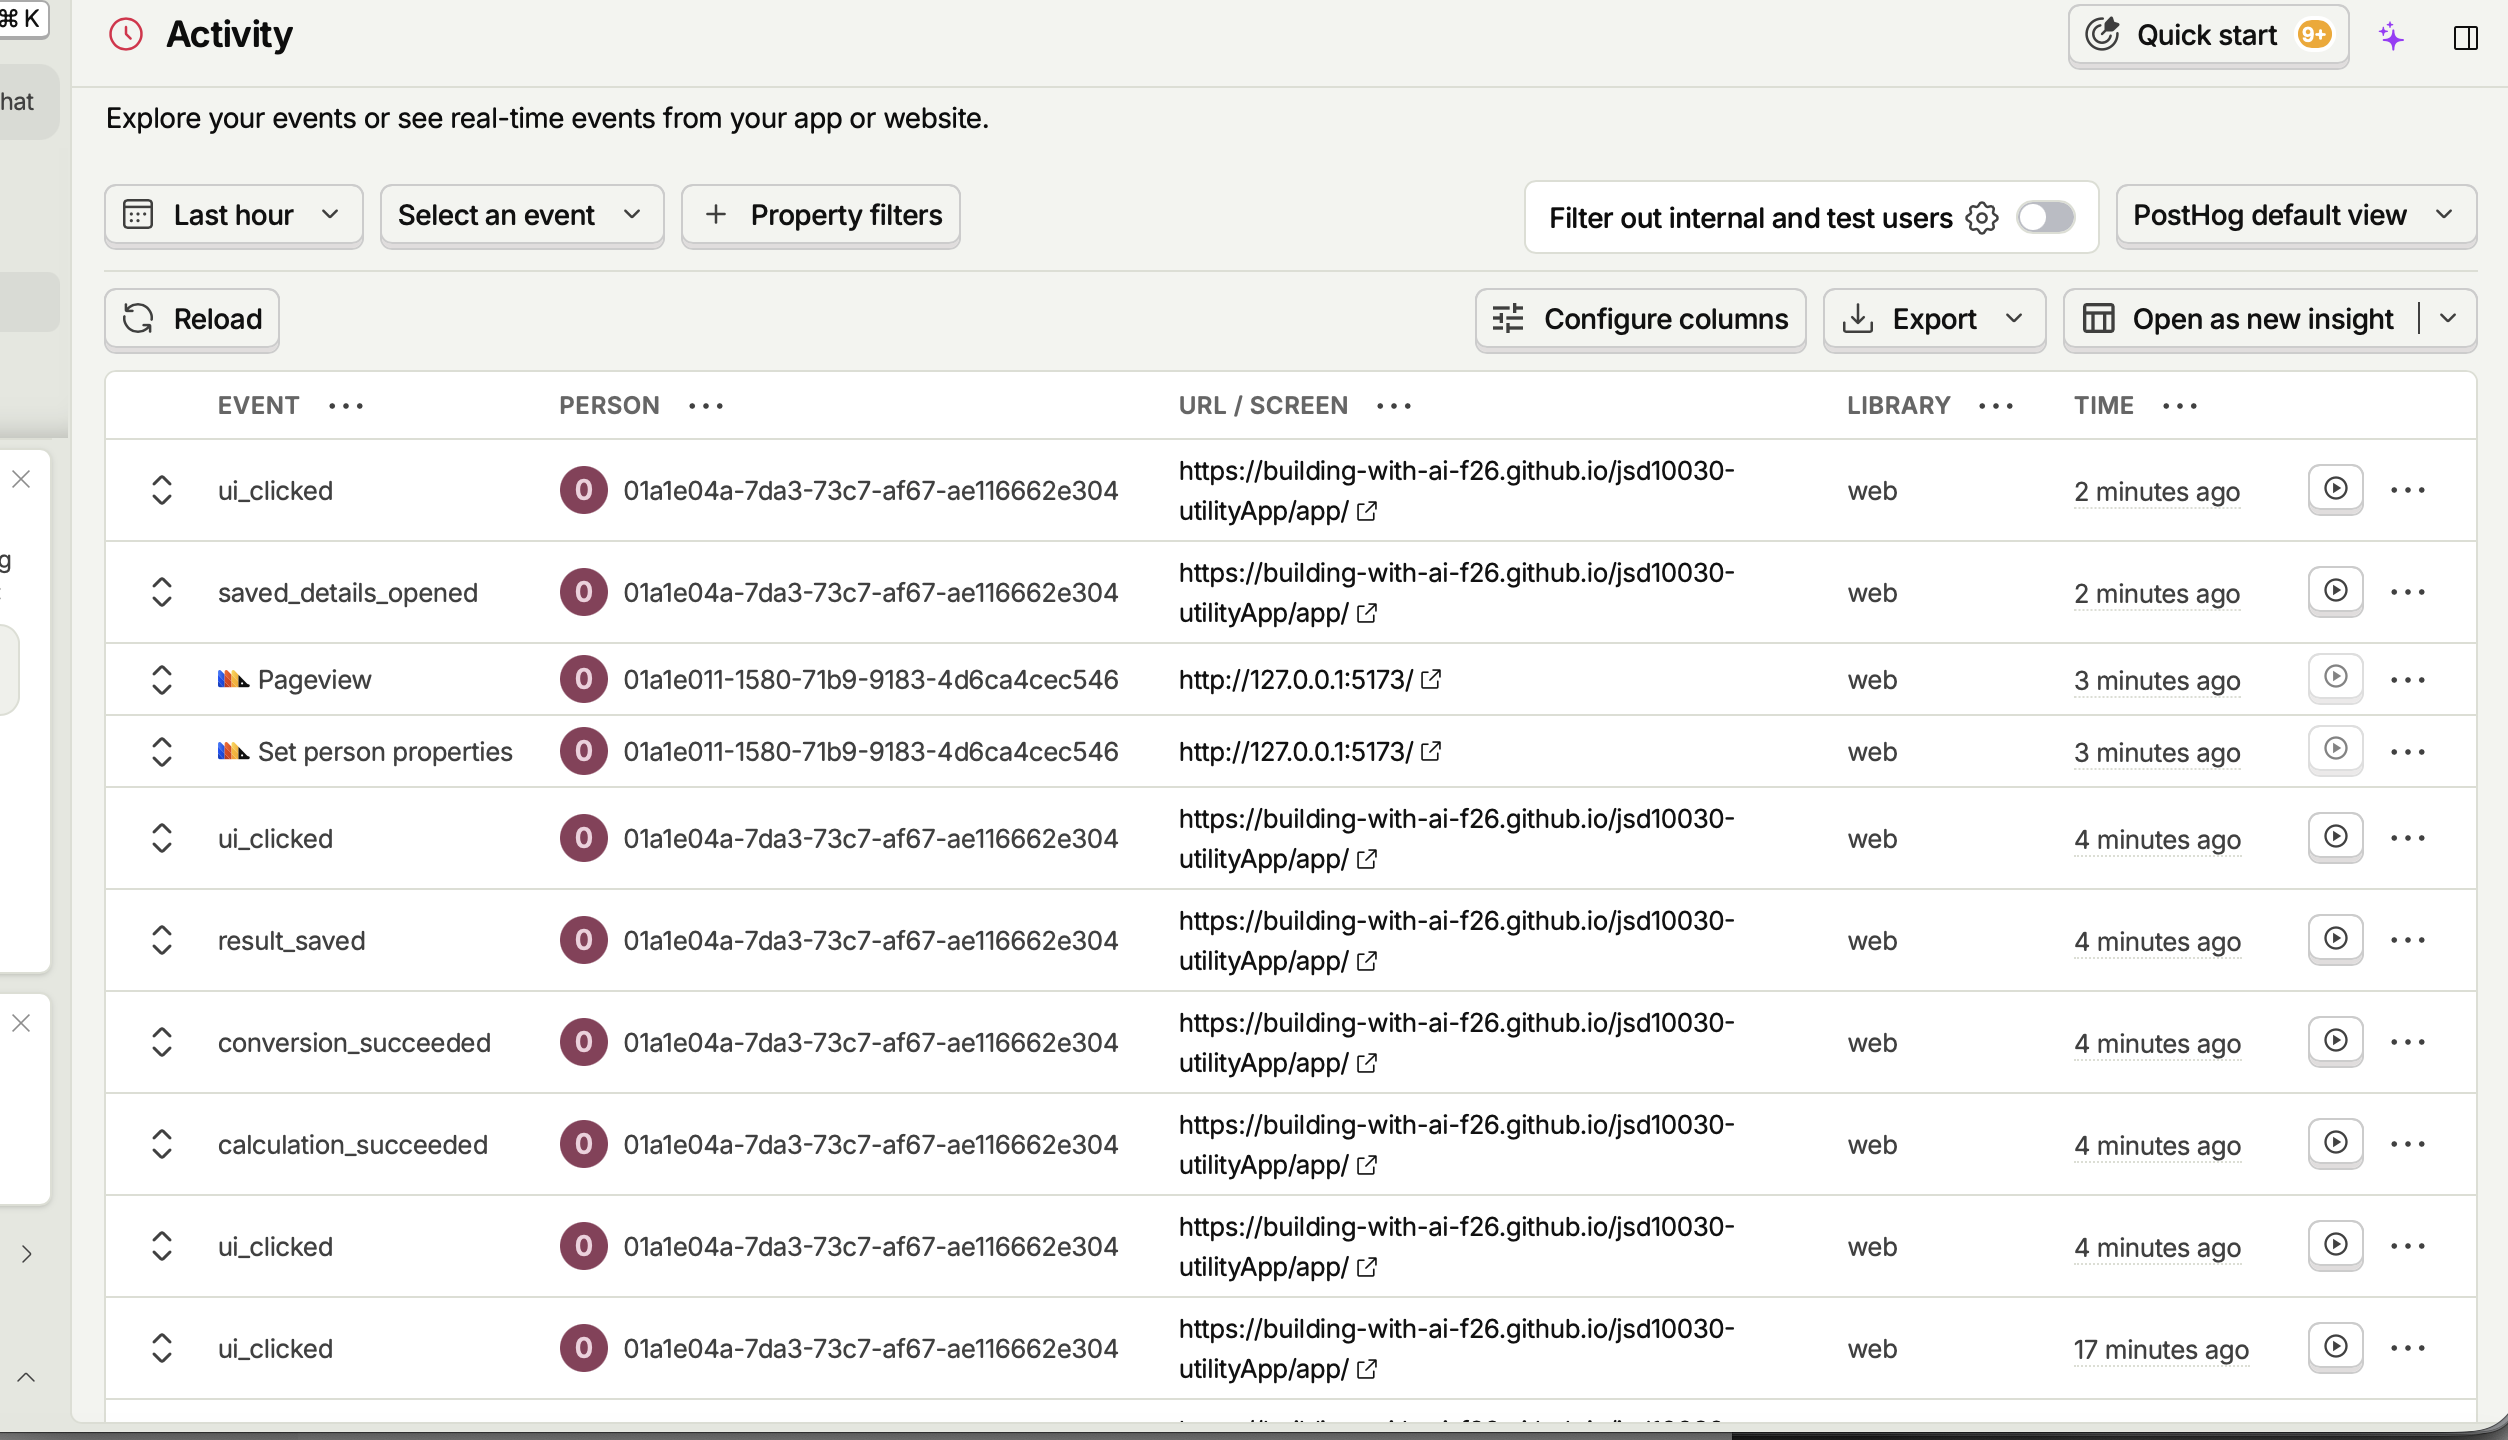 ⌘ K
Activity
Quick start 9+
hat
Explore your events or see real-time events from your app or website.
Last hour
Select an event
+ Property filters
Filter out internal and test users
PostHog default view
Reload
Configure columns
Export
Open as new insight
EVENT ···
PERSON ···
URL / SCREEN ···
LIBRARY ···
TIME ···
ui_clicked
0 01a1e04a-7da3-73c7-af67-ae116662e304
https://building-with-ai-f26.github.io/jsd10030-
utilityApp/app/
web
2 minutes ago
saved_details_opened
0 01a1e04a-7da3-73c7-af67-ae116662e304
https://building-with-ai-f26.github.io/jsd10030-
utilityApp/app/
web
2 minutes ago
g
Pageview
0 01a1e011-1580-71b9-9183-4d6ca4cec546
http://127.0.0.1:5173/
web
3 minutes ago
Set person properties
0 01a1e011-1580-71b9-9183-4d6ca4cec546
http://127.0.0.1:5173/
web
3 minutes ago
ui_clicked
0 01a1e04a-7da3-73c7-af67-ae116662e304
https://building-with-ai-f26.github.io/jsd10030-
utilityApp/app/
web
4 minutes ago
result_saved
0 01a1e04a-7da3-73c7-af67-ae116662e304
https://building-with-ai-f26.github.io/jsd10030-
utilityApp/app/
web
4 minutes ago
conversion_succeeded
0 01a1e04a-7da3-73c7-af67-ae116662e304
https://building-with-ai-f26.github.io/jsd10030-
utilityApp/app/
web
4 minutes ago
calculation_succeeded
0 01a1e04a-7da3-73c7-af67-ae116662e304
https://building-with-ai-f26.github.io/jsd10030-
utilityApp/app/
web
4 minutes ago
ui_clicked
0 01a1e04a-7da3-73c7-af67-ae116662e304
https://building-with-ai-f26.github.io/jsd10030-
utilityApp/app/
web
4 minutes ago
ui_clicked
0 01a1e04a-7da3-73c7-af67-ae116662e304
https://building-with-ai-f26.github.io/jsd10030-
utilityApp/app/
web
17 minutes ago